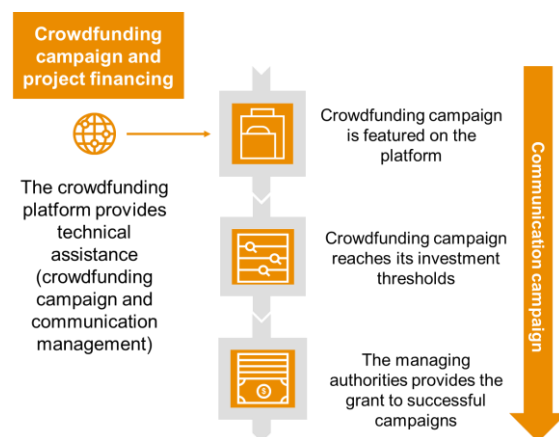 Crowdfunding
campaign and
project financing
The crowdfunding
platform provides
technical
assistance
(crowdfunding
campaign and
communication
management)
Crowdfunding campaign
is featured on the
platform
Crowdfunding campaign
reaches its investment
thresholds
$
The managing
authorities provides the
grant to successful
campaigns
Communication campaign